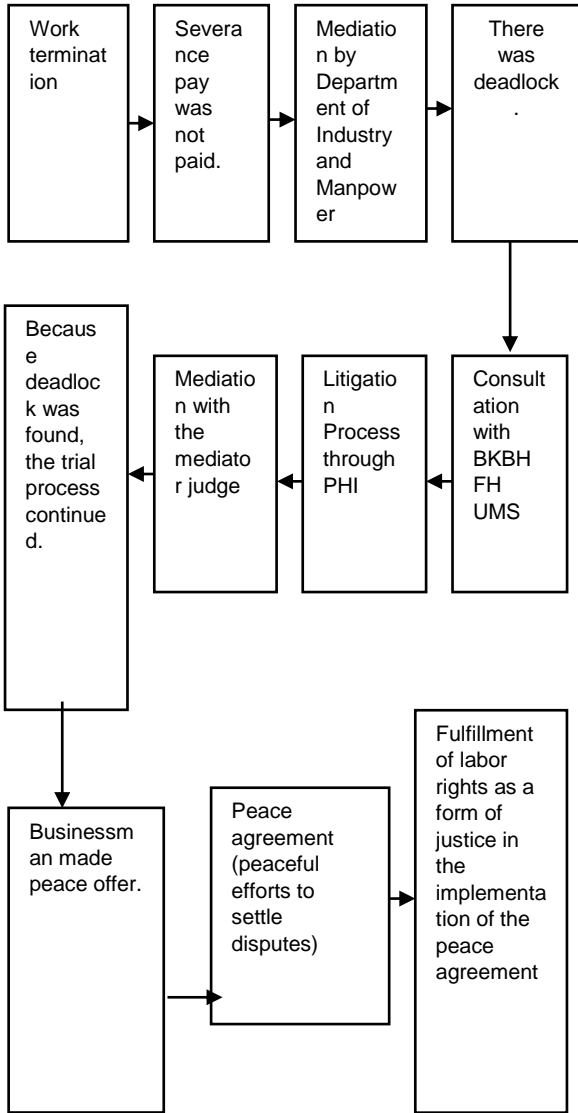 Work
terminat
ion
Severa
nce
pay
was
not
paid.
Mediatio
n by
Departm
ent of
Industry
and
Manpow
er
There
was
deadlock
.
Consult
ation
with
BKBH
FH
UMS
Litigatio
n
Process
through
PHI
Mediatio
n with
the
mediato
r judge
Becaus
e
deadloc
k was
found,
the trial
process
continue
d.
Businessm
an made
peace offer.
Peace
agreement
(peaceful
efforts to
settle
disputes)
Fulfillment
of labor
rights as a
form of
justice in
the
implementa
tion of the
peace
agreement